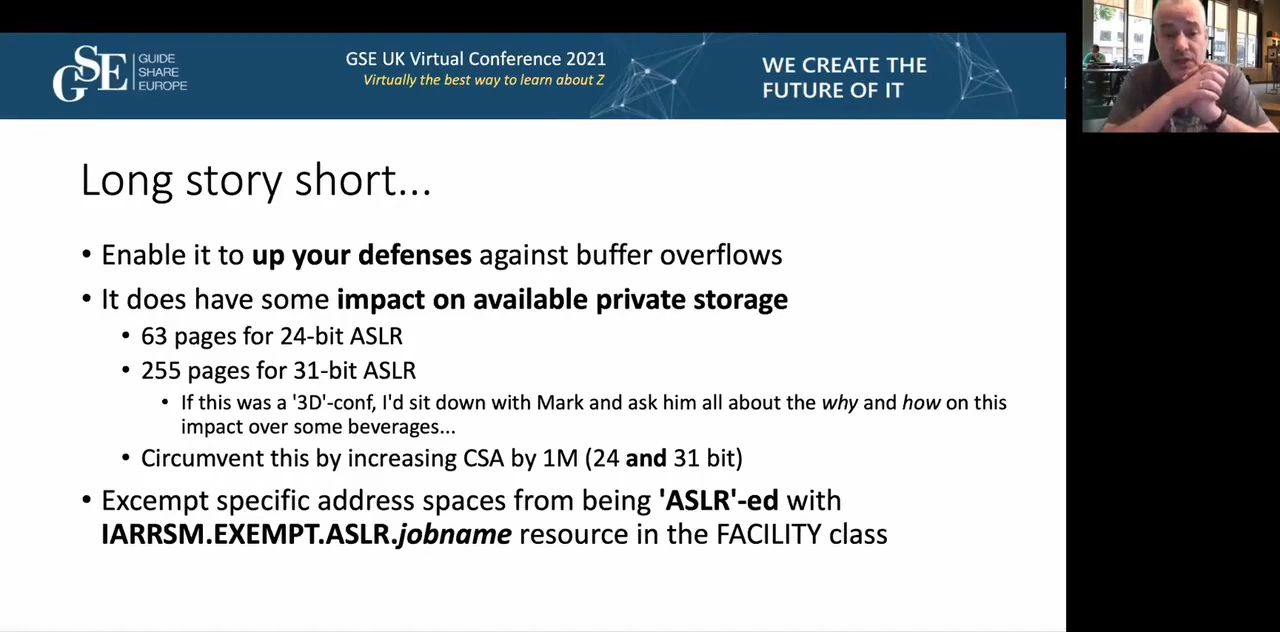 GSE
GUIDE
SHARE
EUROPE
GSE UK Virtual Conference 2021
Virtually the best way to learn about Z
WE CREATE THE
FUTURE OF IT
Long story short...
• Enable it to up your defenses against buffer overflows
• It does have some impact on available private storage
• 63 pages for 24-bit ASLR
• 255 pages for 31-bit ASLR
• If this was a '3D'-conf, I'd sit down with Mark and ask him all about the why and how on this
impact over some beverages...
• Circumvent this by increasing CSA by 1M (24 and 31 bit)
• Excempt specific address spaces from being 'ASLR'-ed with
IARRSM.EXEMPT.ASLR.jobname resource in the FACILITY class